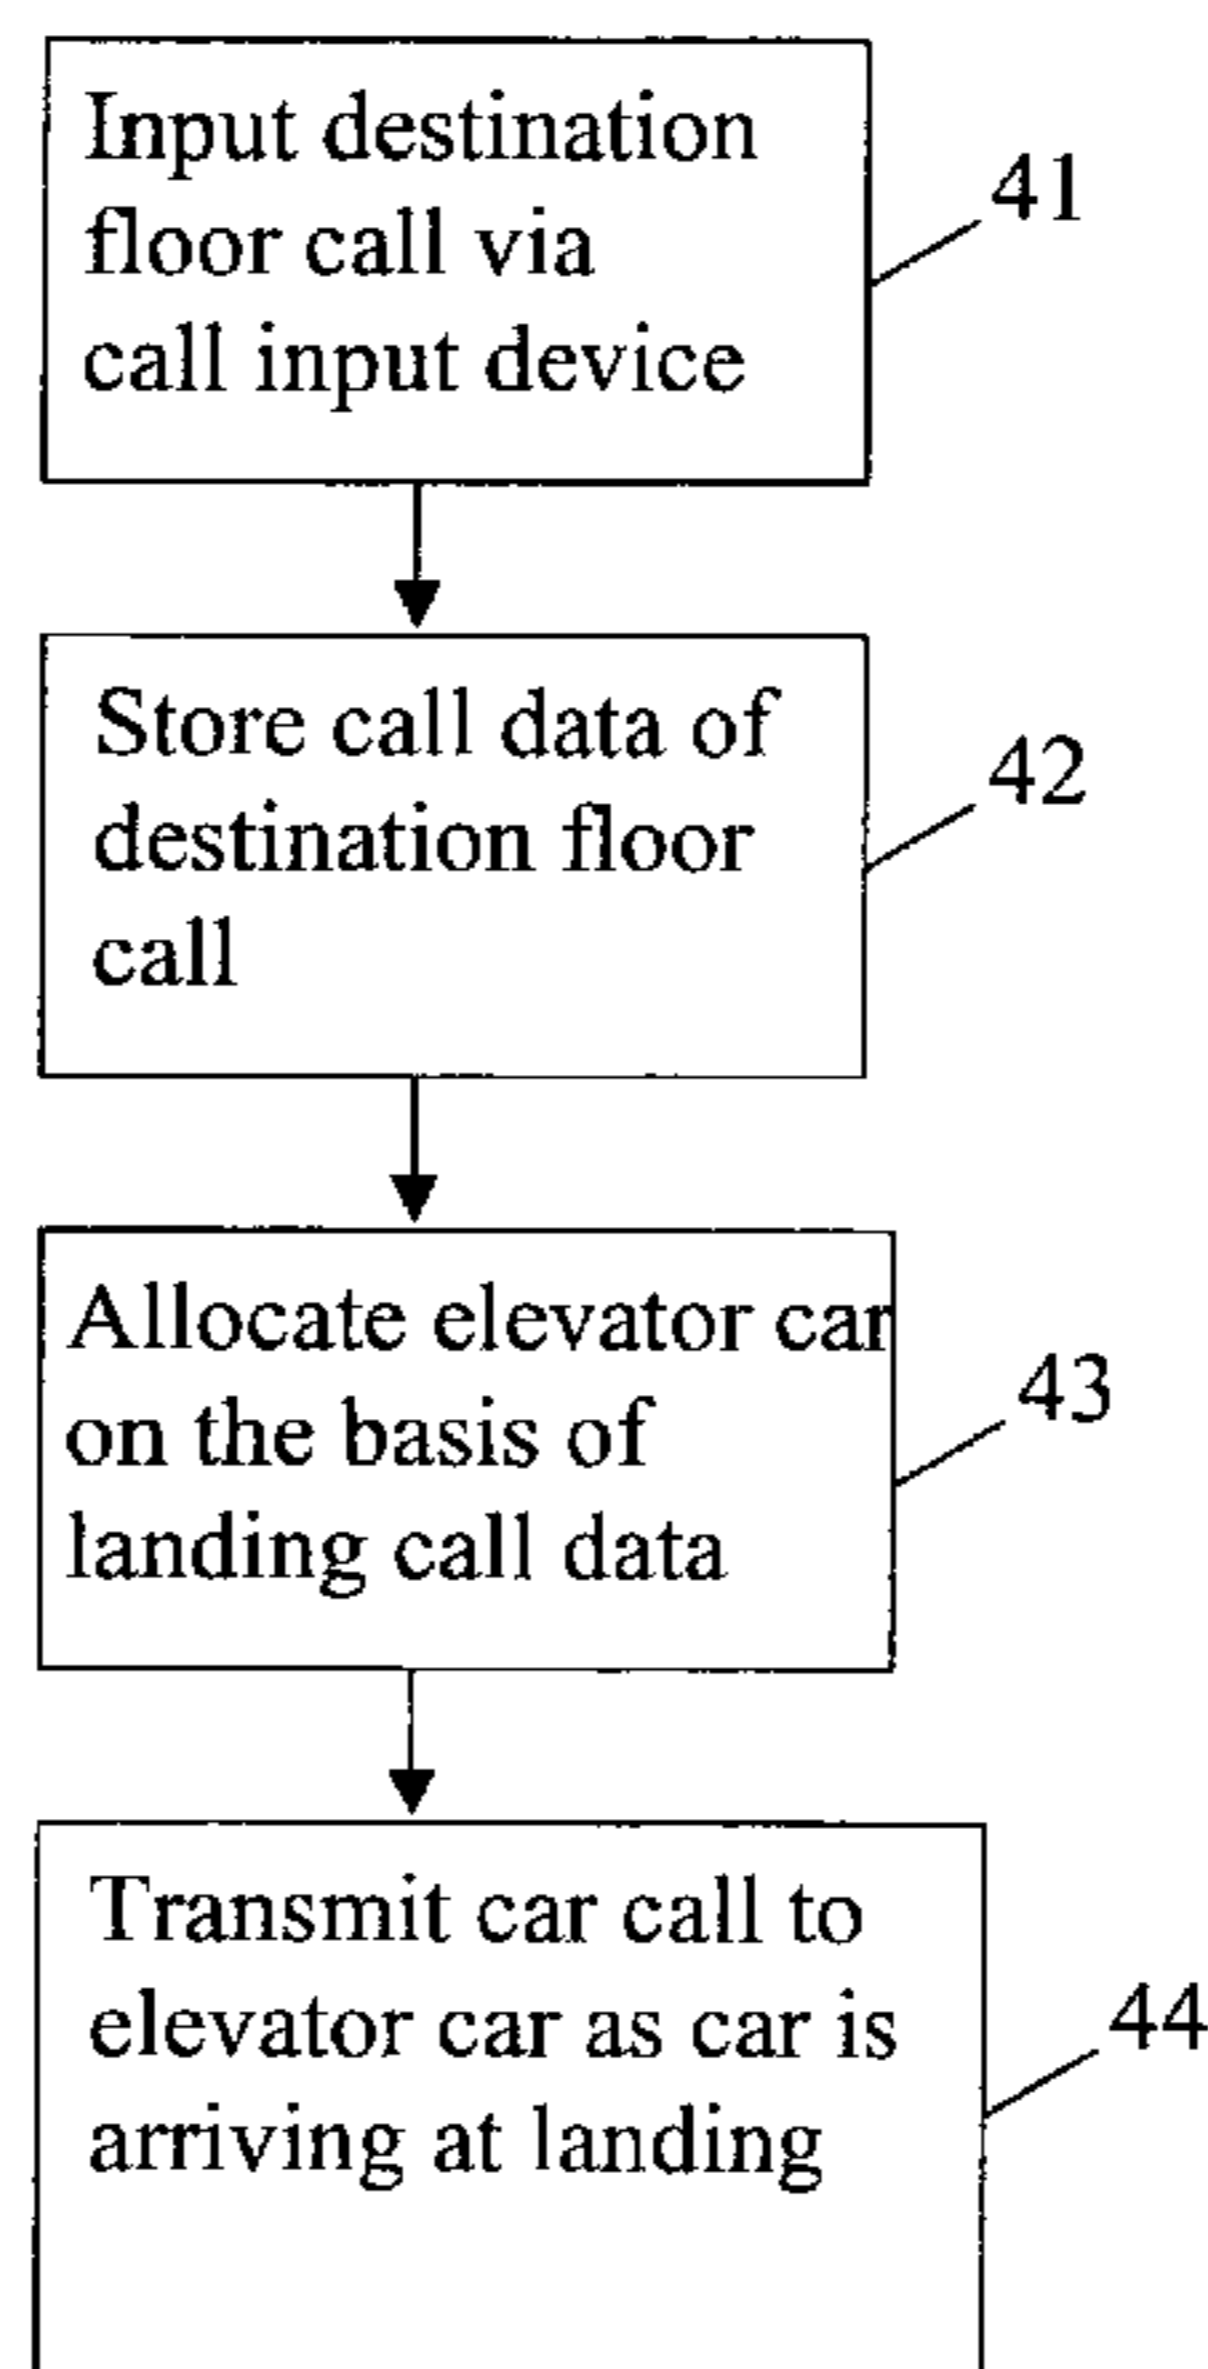 Input destination
floor call via
call input device
41
Store call data of
destination floor
call
42
Allocate elevator car
on the basis of
landing call data
43
Transmit car call to
elevator car as car is
arriving at landing
44